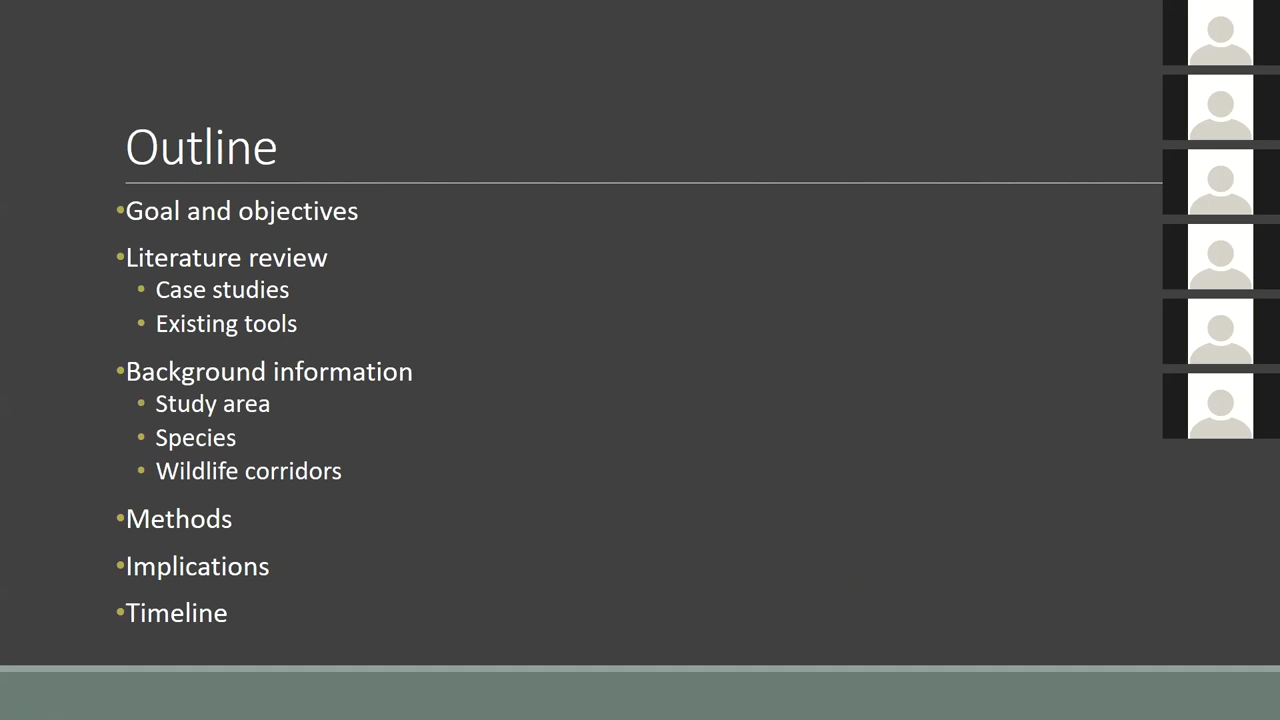 Outline
•Goal and objectives
•Literature review
• Case studies
• Existing tools
•Background information
• Study area
• Species
• Wildlife corridors
•Methods
•Implications
•Timeline